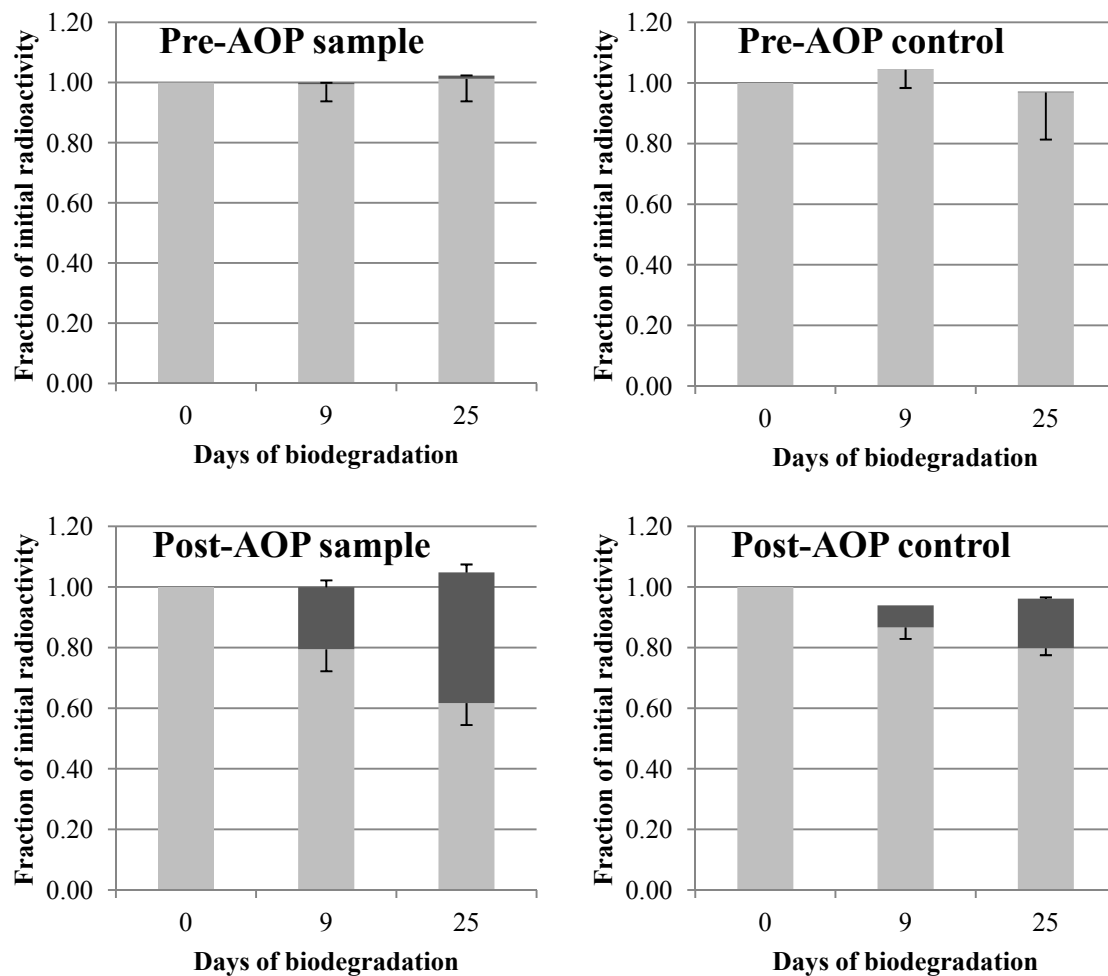 Pre-AOP sample
Fraction of initial radioactivity
1.20
1.00
0.80
0.60
0.40
0.20
0.00
0 9 25
Days of biodegradation
Pre-AOP control
Fraction of initial radioactivity
1.20
1.00
0.80
0.60
0.40
0.20
0.00
0 9 25
Days of biodegradation
Post-AOP sample
Fraction of initial radioactivity
1.20
1.00
0.80
0.60
0.40
0.20
0.00
0 9 25
Days of biodegradation
Post-AOP control
Fraction of initial radioactivity
1.20
1.00
0.80
0.60
0.40
0.20
0.00
0 9 25
Days of biodegradation